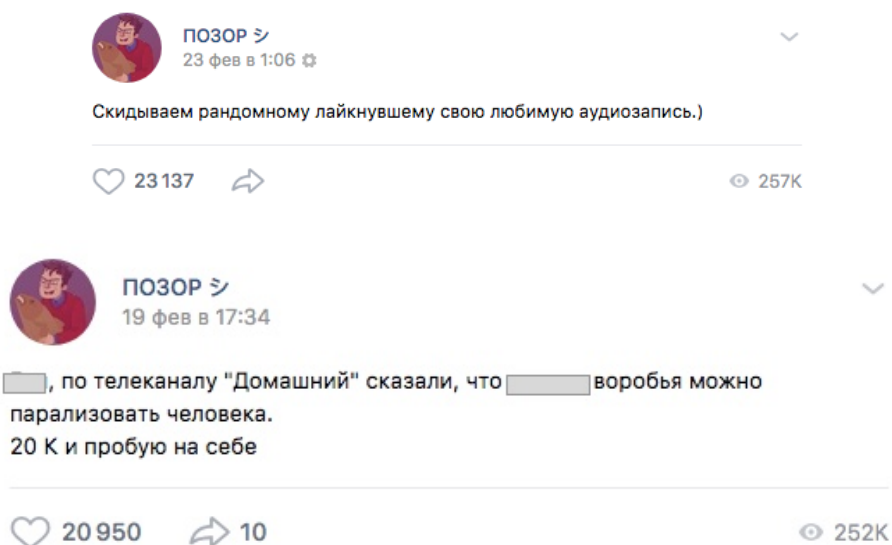 ПОЗОР シ
23 фев в 1:06
Скидываем рандомному лайкнувшему свою любимую аудиозапись.)
23 137
257K
ПОЗОР シ
19 фев в 17:34
, по телеканалу "Домашний" сказали, что воробья можно
парализовать человека.
20 К и пробую на себе
20 950 10
252K